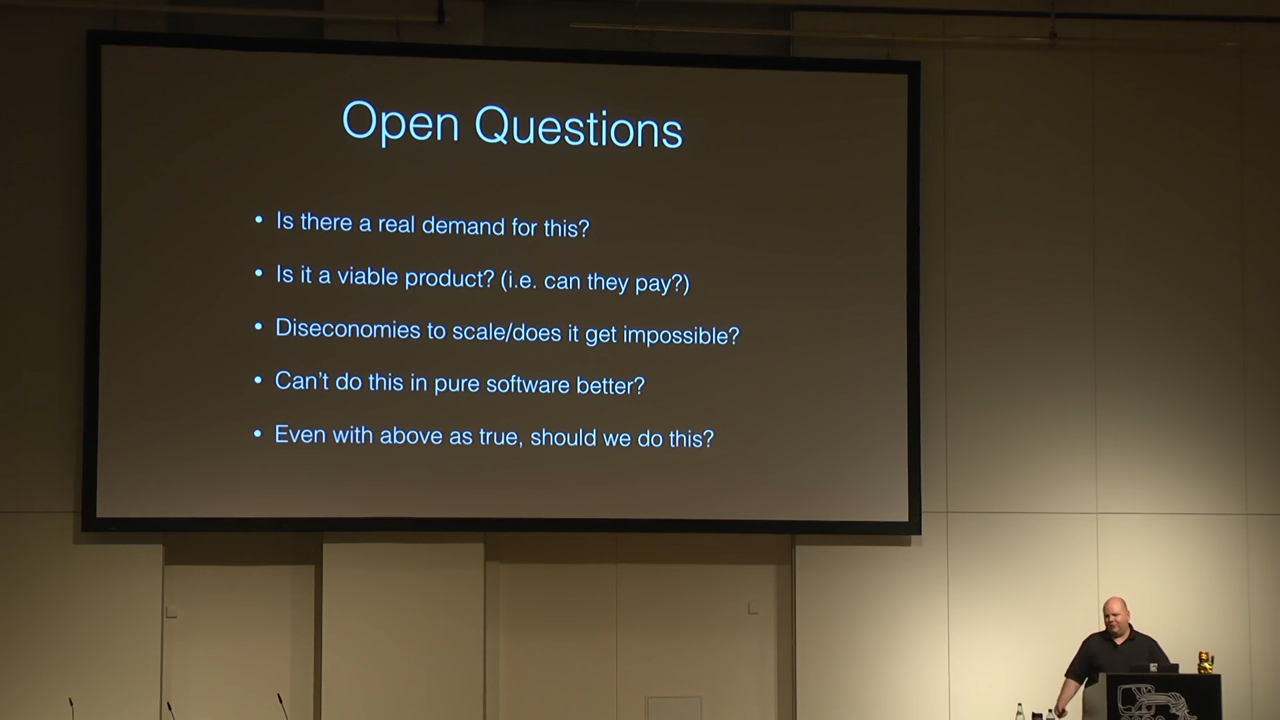 Open Questions
• Is there a real demand for this?
• Is it a viable product? (i.e. can they pay?)
• Diseconomies to scale/does it get impossible?
• Can't do this in pure software better?
• Even with above as true, should we do this?